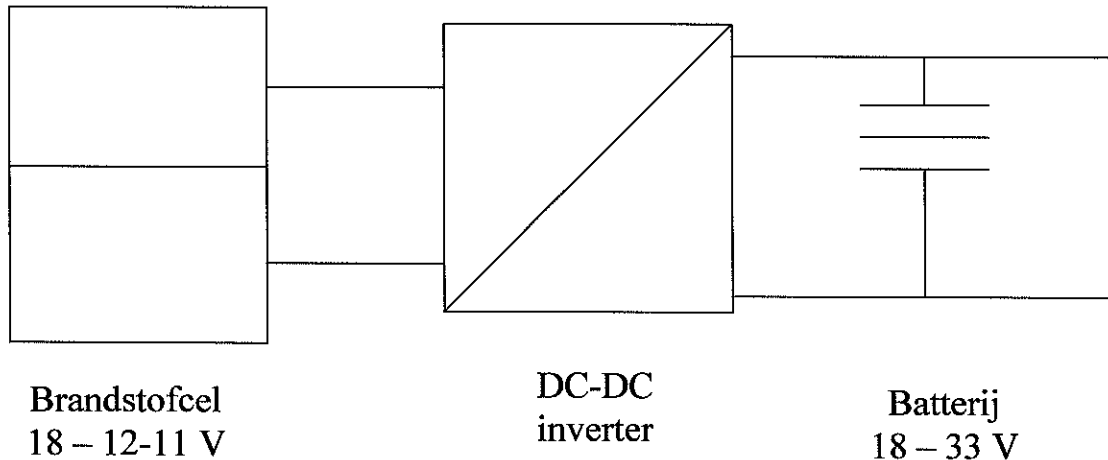 Brandstofcel
18 – 12-11 V
DC-DC
inverter
Batterij
18 – 33 V